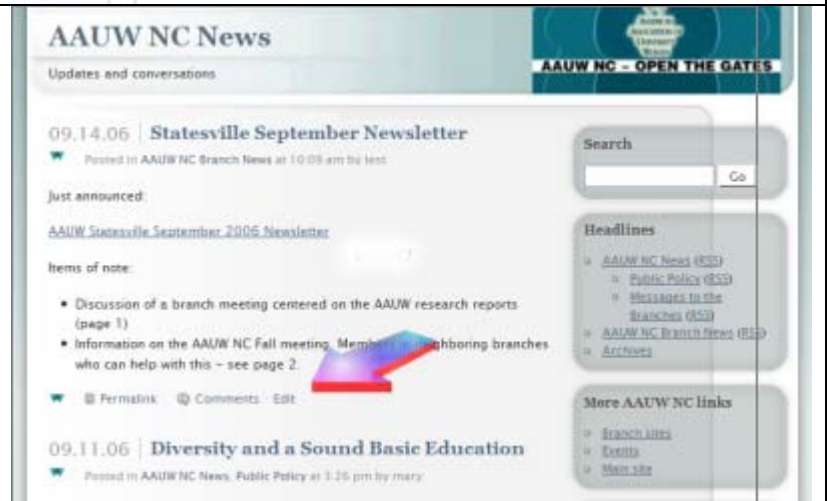 AAUW NC News
Updates and conversations
AAUW NC – OPEN THE GATES
09.14.06 | Statesville September Newsletter
Posted in AAUW NC Branch News at 10:09 am by test
Just announced:
AAUW Statesville September 2006 Newsletter
Items of note:
• Discussion of a branch meeting centered on the AAUW research reports
(page 1)
• Information on the AAUW NC Fall meeting. Members neighboring branches
who can help with this – see page 2.
Permalink Comments Edit
09.11.06 | Diversity and a Sound Basic Education
Posted in AAUW NC News, Public Policy at 3:26 pm by mary
Search
Go
Headlines
» AAUW NC News (RSS)
» Public Policy (RSS)
» Messages to the
Branches (RSS)
» AAUW NC Branch News (RSS)
» Archives
More AAUW NC links
» Branch sites
» Events
» Main site